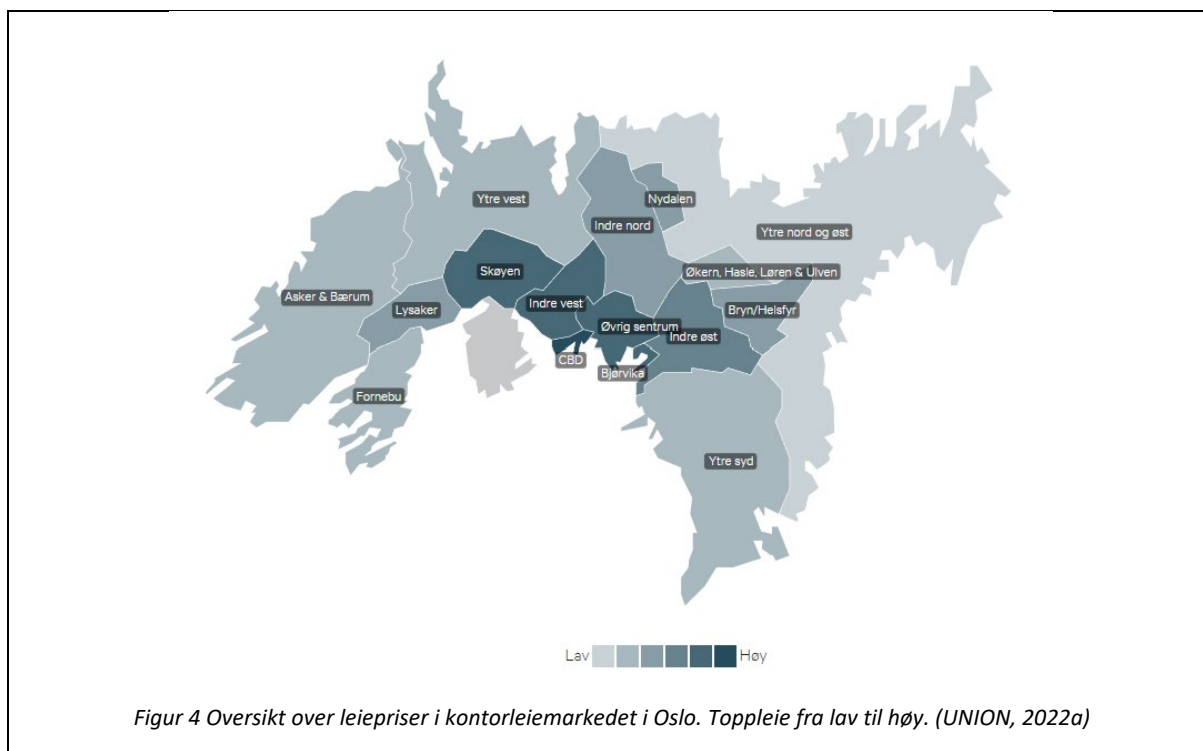 Ytre vest
Nydalen
Indre nord
Ytre nord og øst
Skøyen
Økern, Hasle, Løren & Ulven
Asker & Bærum
Lysaker
Indre vest
Bryn/Helsfyr
Øvrig sentrum
Indre øst
CBD
Bjørvika
Fornebu
Ytre syd
Lav
Høy
Figur 4 Oversikt over leiepriser i kontorleiemarkedet i Oslo. Toppleie fra lav til høy. (UNION, 2022a)